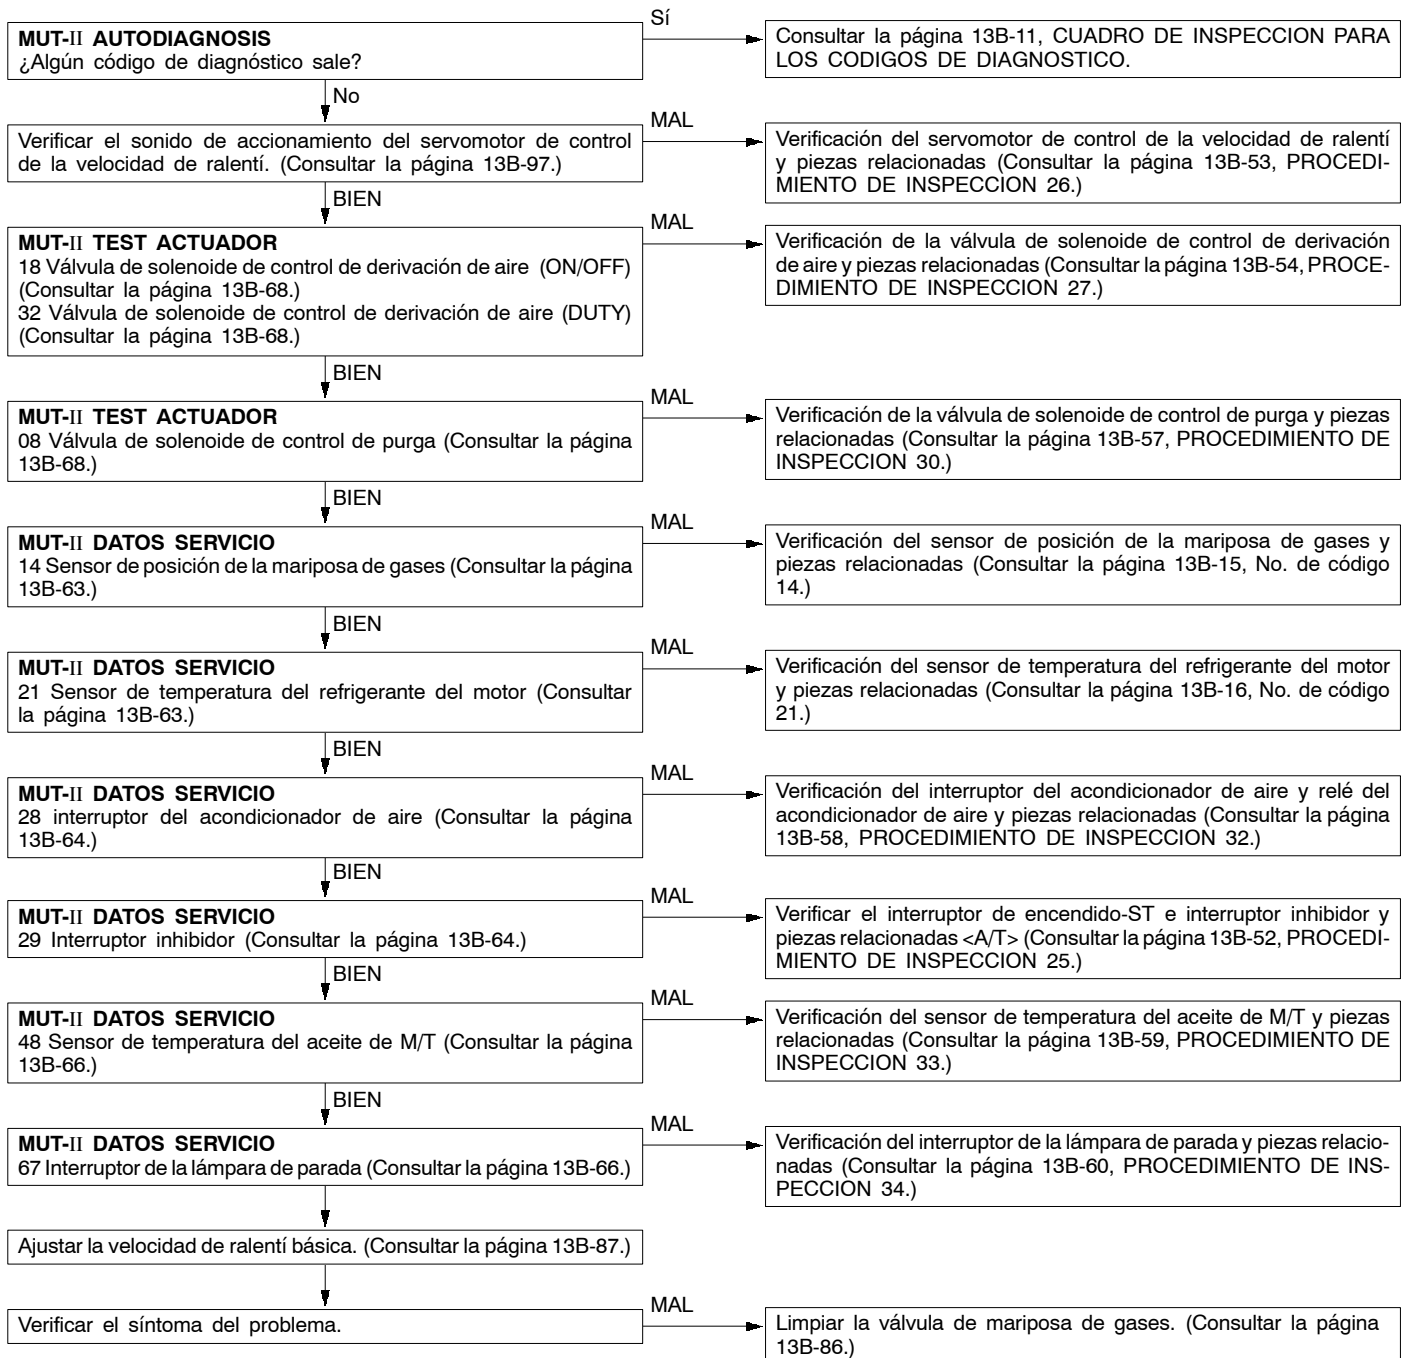 Sí
MUT-II AUTODIAGNOSIS
¿Algún código de diagnóstico sale?
Consultar la página 13B-11, CUADRO DE INSPECCION PARA
LOS CODIGOS DE DIAGNOSTICO.
No
Verificar el sonido de accionamiento del servomotor de control
de la velocidad de ralentí. (Consultar la página 13B-97.)
MAL
Verificación del servomotor de control de la velocidad de ralentí
y piezas relacionadas (Consultar la página 13B-53, PROCEDI-
MIENTO DE INSPECCION 26.)
BIEN
MUT-II TEST ACTUADOR
18 Válvula de solenoide de control de derivación de aire (ON/OFF)
(Consultar la página 13B-68.)
32 Válvula de solenoide de control de derivación de aire (DUTY)
(Consultar la página 13B-68.)
MAL
Verificación de la válvula de solenoide de control de derivación
de aire y piezas relacionadas (Consultar la página 13B-54, PROCE-
DIMIENTO DE INSPECCION 27.)
BIEN
MUT-II TEST ACTUADOR
08 Válvula de solenoide de control de purga (Consultar la página
13B-68.)
MAL
Verificación de la válvula de solenoide de control de purga y piezas
relacionadas (Consultar la página 13B-57, PROCEDIMIENTO DE
INSPECCION 30.)
BIEN
MUT-II DATOS SERVICIO
14 Sensor de posición de la mariposa de gases (Consultar la página
13B-63.)
MAL
Verificación del sensor de posición de la mariposa de gases y
piezas relacionadas (Consultar la página 13B-15, No. de código
14.)
BIEN
MUT-II DATOS SERVICIO
21 Sensor de temperatura del refrigerante del motor (Consultar
la página 13B-63.)
MAL
Verificación del sensor de temperatura del refrigerante del motor
y piezas relacionadas (Consultar la página 13B-16, No. de código
21.)
BIEN
MUT-II DATOS SERVICIO
28 interruptor del acondicionador de aire (Consultar la página
13B-64.)
MAL
Verificación del interruptor del acondicionador de aire y relé del
acondicionador de aire y piezas relacionadas (Consultar la página
13B-58, PROCEDIMIENTO DE INSPECCION 32.)
BIEN
MUT-II DATOS SERVICIO
29 Interruptor inhibidor (Consultar la página 13B-64.)
MAL
Verificar el interruptor de encendido-ST e interruptor inhibidor y
piezas relacionadas <A/T> (Consultar la página 13B-52, PROCEDI-
MIENTO DE INSPECCION 25.)
BIEN
MUT-II DATOS SERVICIO
48 Sensor de temperatura del aceite de M/T (Consultar la página
13B-66.)
MAL
Verificación del sensor de temperatura del aceite de M/T y piezas
relacionadas (Consultar la página 13B-59, PROCEDIMIENTO DE
INSPECCION 33.)
BIEN
MUT-II DATOS SERVICIO
67 Interruptor de la lámpara de parada (Consultar la página 13B-66.)
MAL
Verificación del interruptor de la lámpara de parada y piezas relacio-
nadas (Consultar la página 13B-60, PROCEDIMIENTO DE INS-
PECCION 34.)
Ajustar la velocidad de ralentí básica. (Consultar la página 13B-87.)
Verificar el síntoma del problema.
MAL
Limpiar la válvula de mariposa de gases. (Consultar la página
13B-86.)